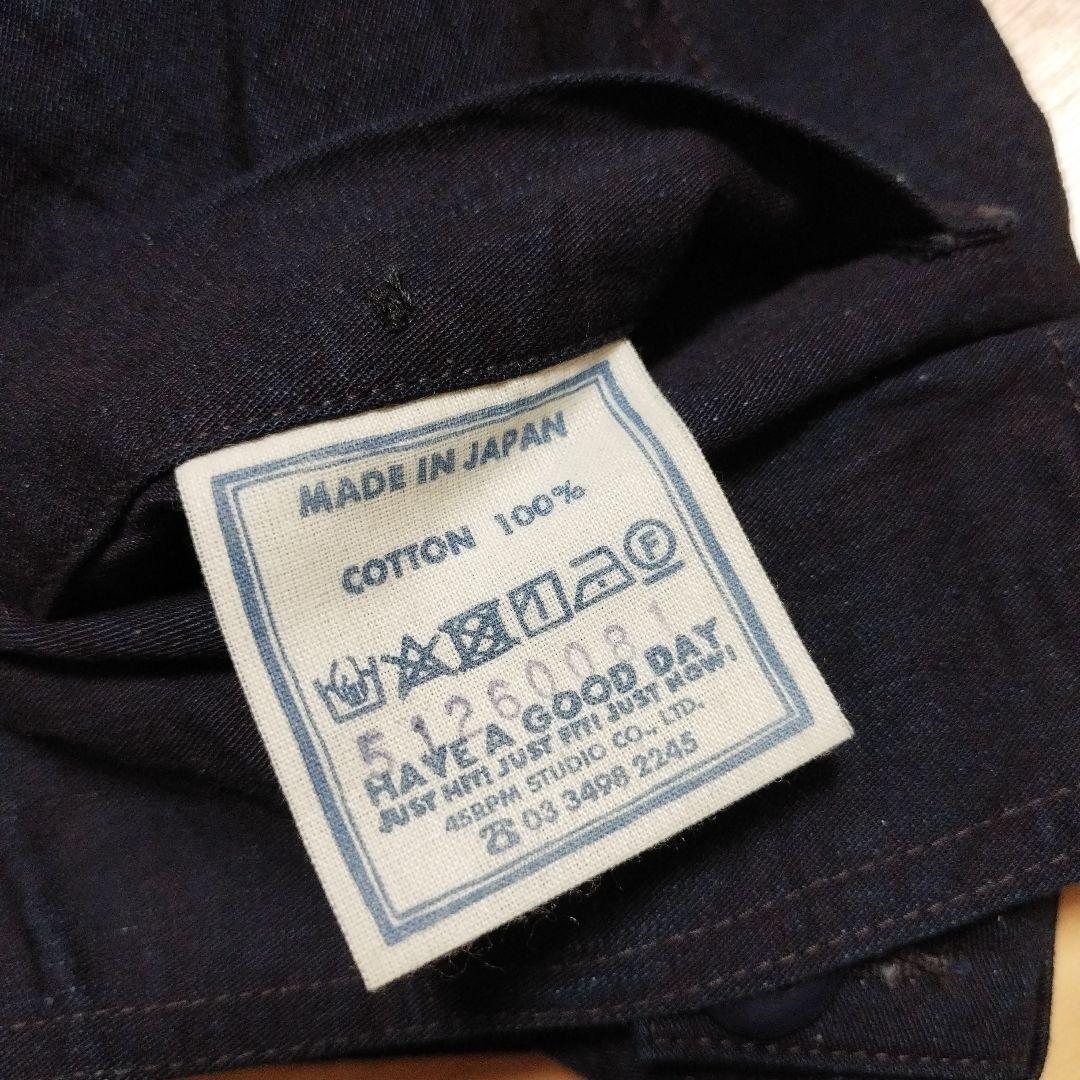 MADE IN JAPAN
COTTON 100%
F
51260081
HAVE A GOOD DAY
JUST HIT! JUST FIT! JUST NOW!
45RPM STUDIO CO., LTD.
☎ 03 3498 2245